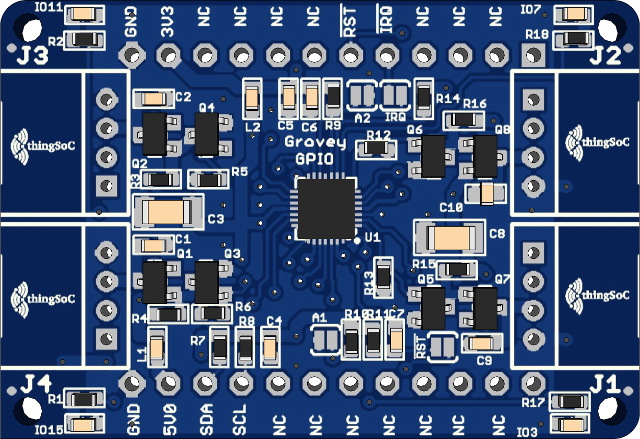 IO11
GND
3V3
NC
NC
NC
NC
RST
IRQ
NC
NC
NC
IO7
R2
R18
J3
J2
C2
Q4
L2
C5
C6
R9
A2
IRQ
R14
R16
Gravey
GPIO
R12
Q6
Q8
thingSoC
thingSoC
Q2
R3
R5
C3
C10
U1
C8
C1
Q1
Q3
R13
R15
Q5
Q7
thingSoC
thingSoC
R4
R6
L1
R7
R8
C4
A1
R10
R11
C7
RST
C9
J4
J1
R1
R17
GND
5V0
SDA
SCL
NC
NC
NC
NC
NC
NC
NC
IO15
IO3